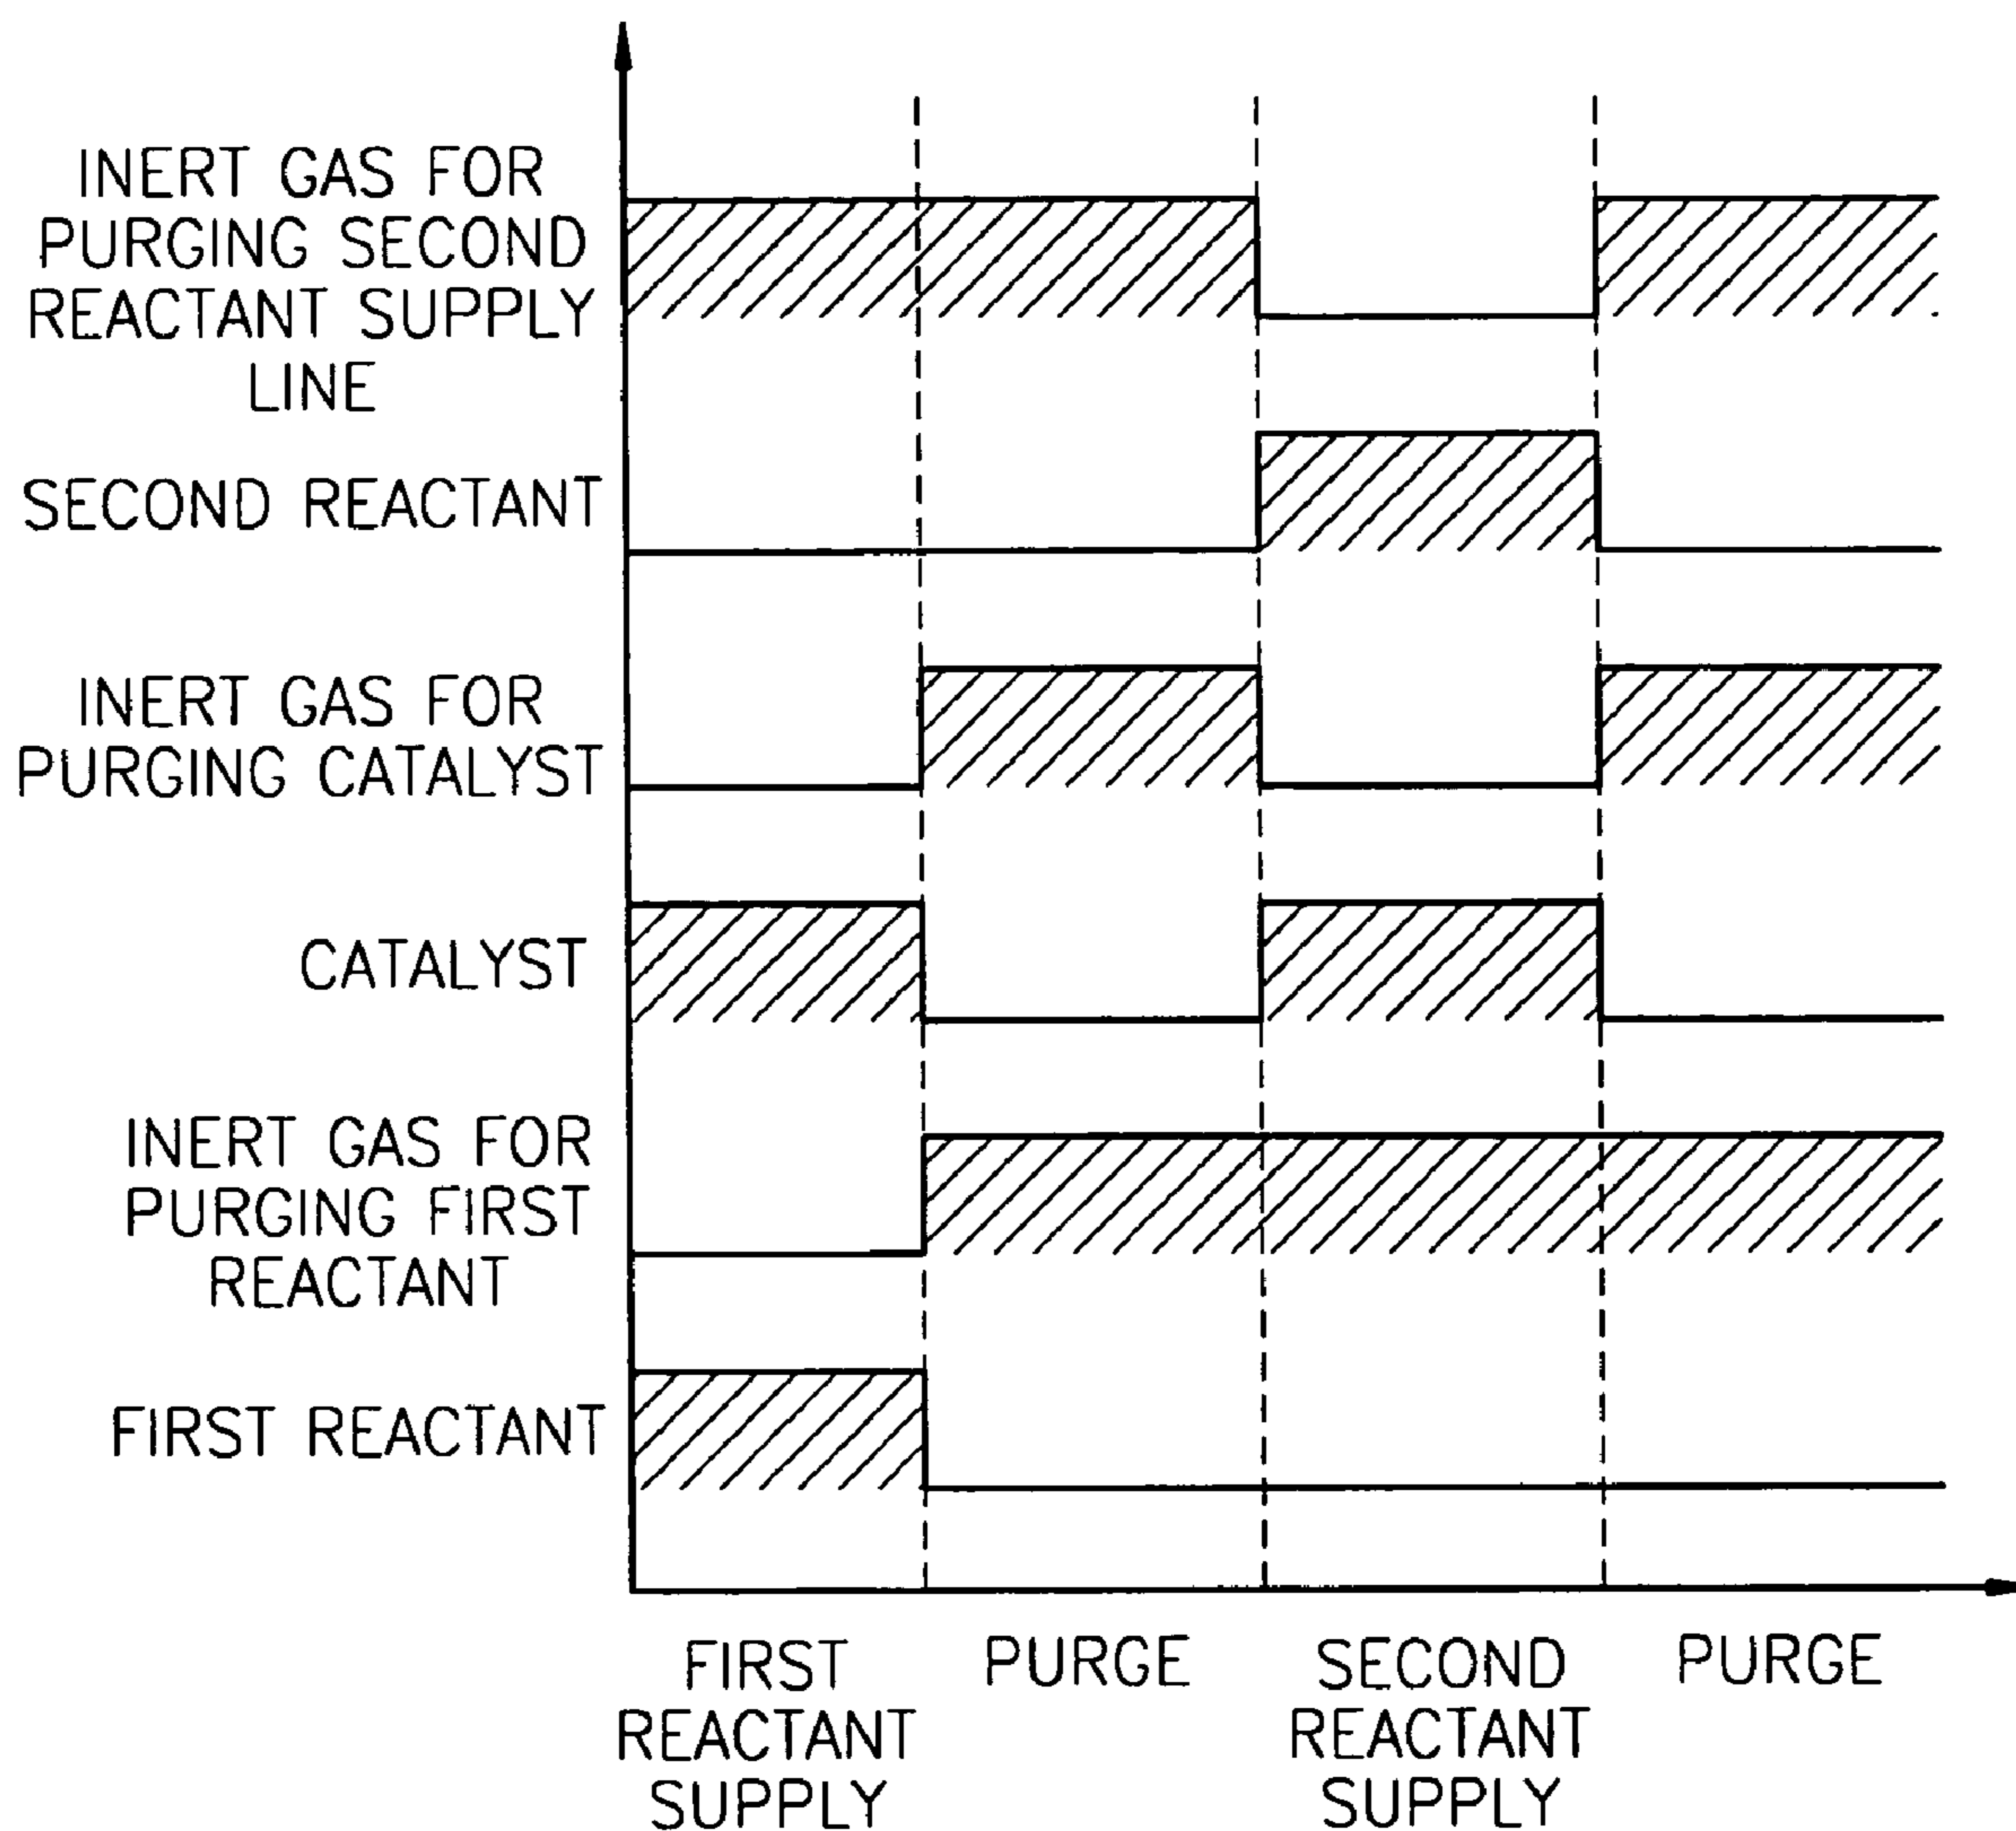 INERT GAS FOR
PURGING SECOND
REACTANT SUPPLY
LINE
SECOND REACTANT
INERT GAS FOR
PURGING CATALYST
CATALYST
INERT GAS FOR
PURGING FIRST
REACTANT
FIRST REACTANT
FIRST
REACTANT
SUPPLY
PURGE
SECOND
REACTANT
SUPPLY
PURGE